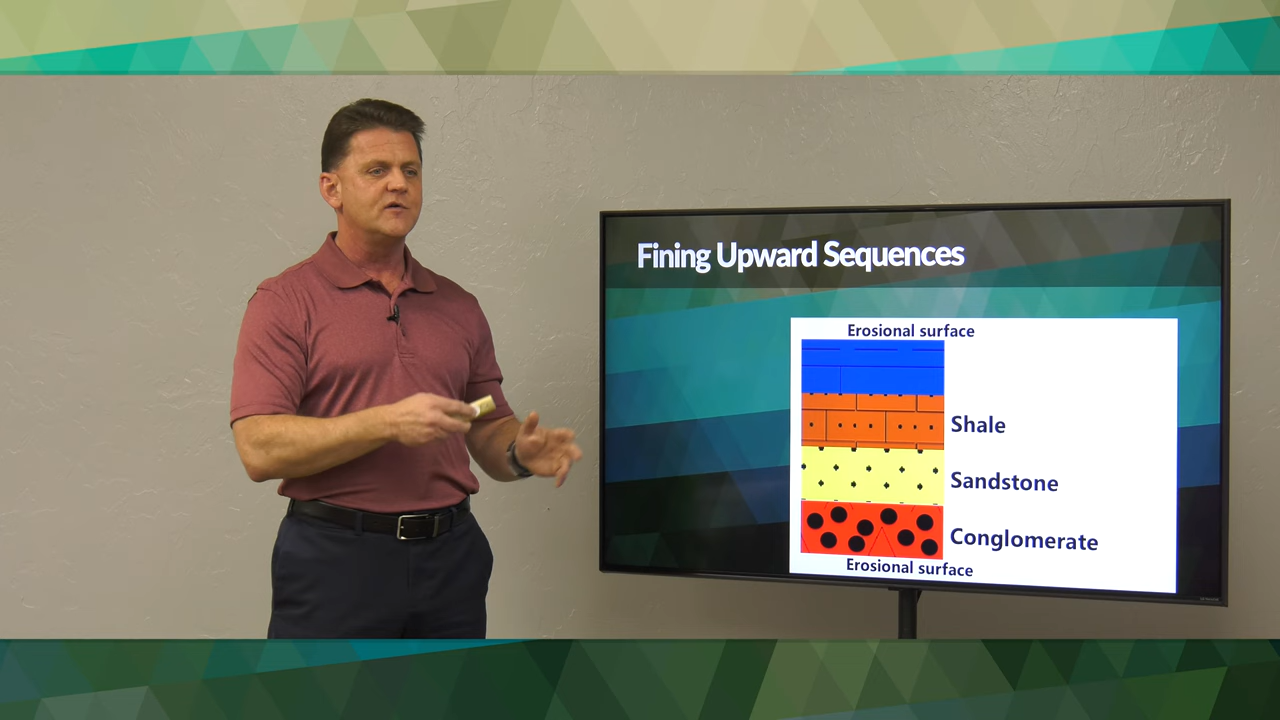 Fining Upward Sequences
Erosional surface
Shale
Sandstone
Conglomerate
Erosional surface